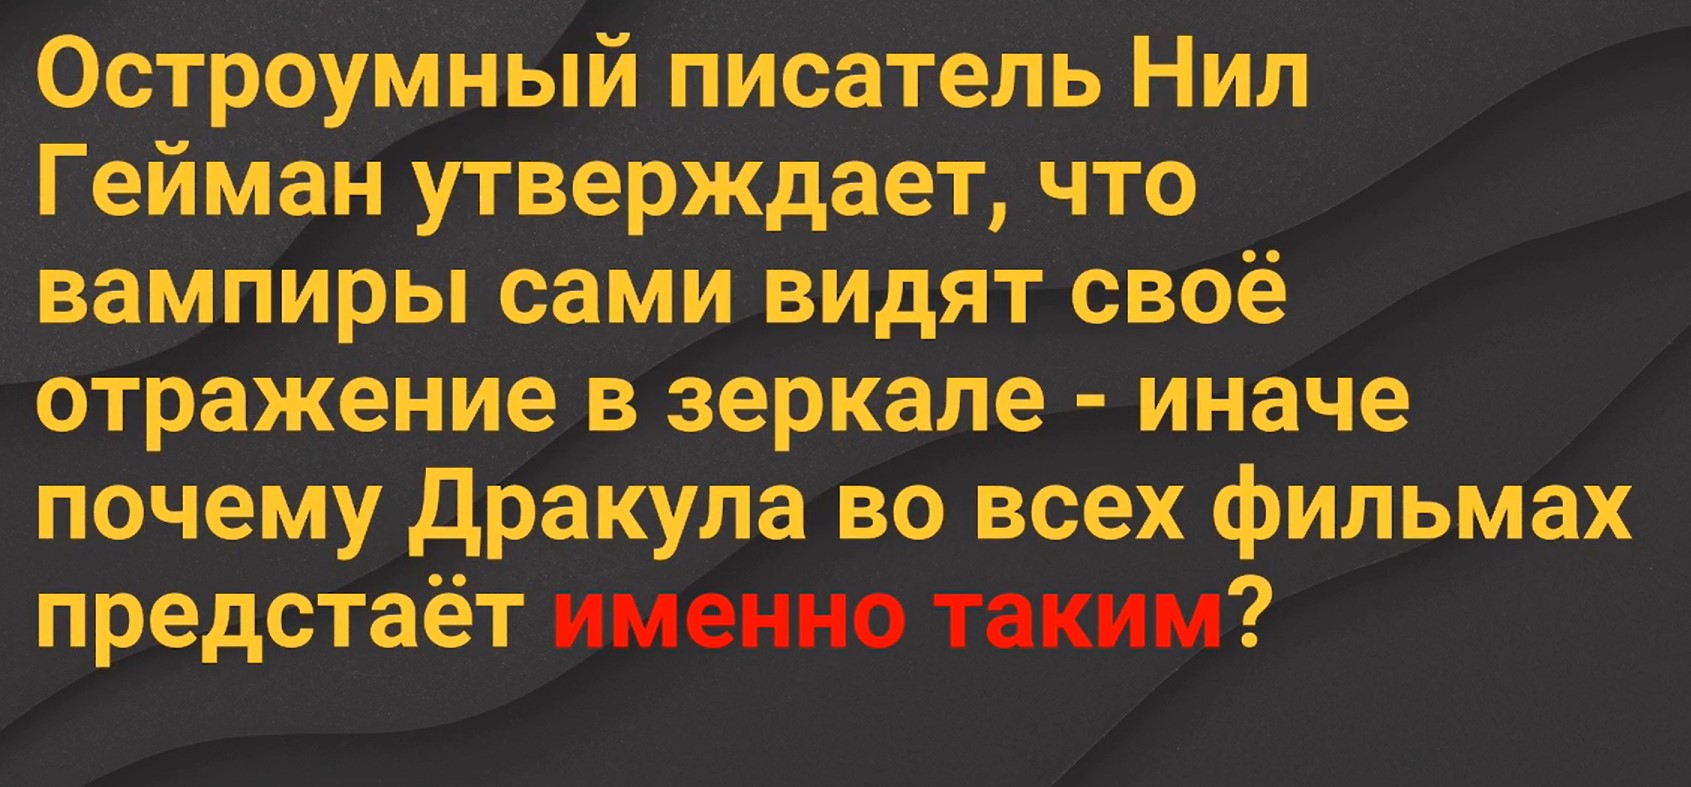 Остроумный писатель Нил
Гейман утверждает, что
вампиры сами видят своё
отражение в зеркале - иначе
почему Дракула во всех фильмах
предстаёт именно таким?